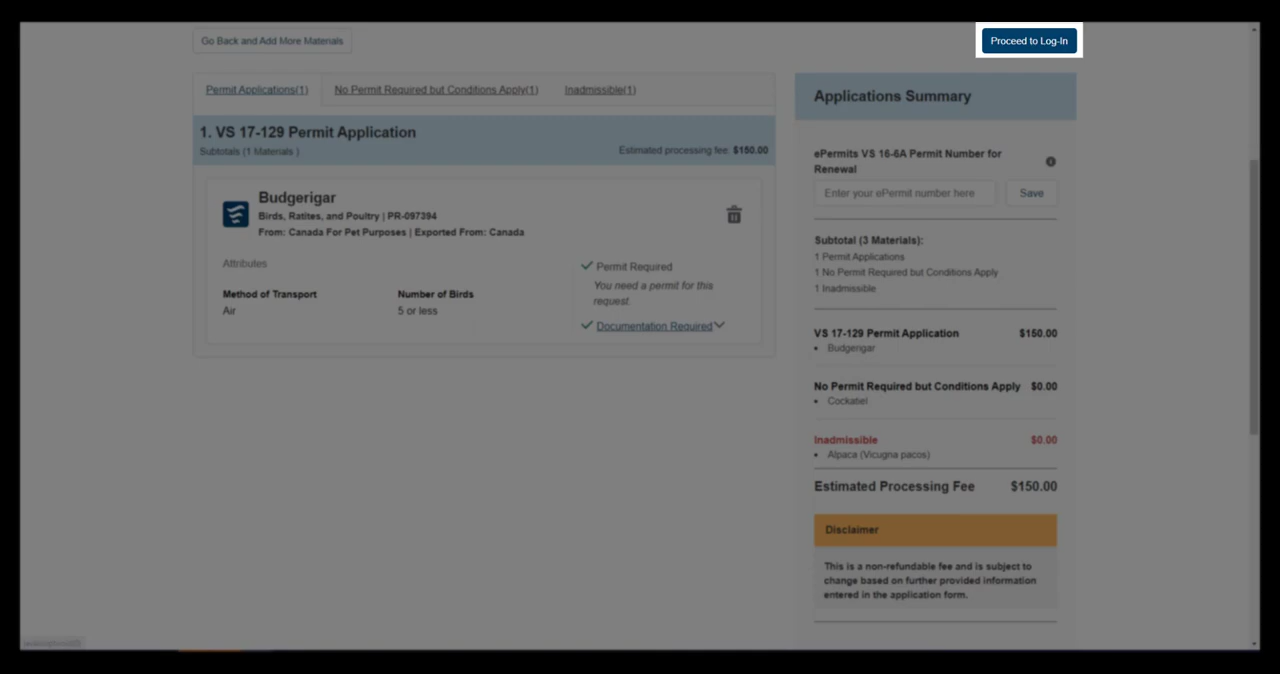 Go Back and Add More Materials
Proceed to Log-In
Permit Applications(1)
No Permit Required but Conditions Apply(1)
Inadmissible(1)
1. VS 17-129 Permit Application
Subtotals (1 Materials )
Estimated processing fee: $150.00
Budgerigar
Birds, Ratites, and Poultry | PR-097394
From: Canada For Pet Purposes | Exported From: Canada
Attributes
Method of Transport
Number of Birds
Air
5 or less
Permit Required
You need a permit for this
request.
Documentation Required
Applications Summary
ePermits VS 16-6A Permit Number for
Renewal
Enter your ePermit number here
Save
Subtotal (3 Materials):
1 Permit Applications
1 No Permit Required but Conditions Apply
1 Inadmissible
VS 17-129 Permit Application $150.00
Budgerigar
No Permit Required but Conditions Apply $0.00
Cockatiel
Inadmissible $0.00
Alpaca (Vicugna pacos)
Estimated Processing Fee $150.00
Disclaimer
This is a non-refundable fee and is subject to
change based on further provided information
entered in the application form.